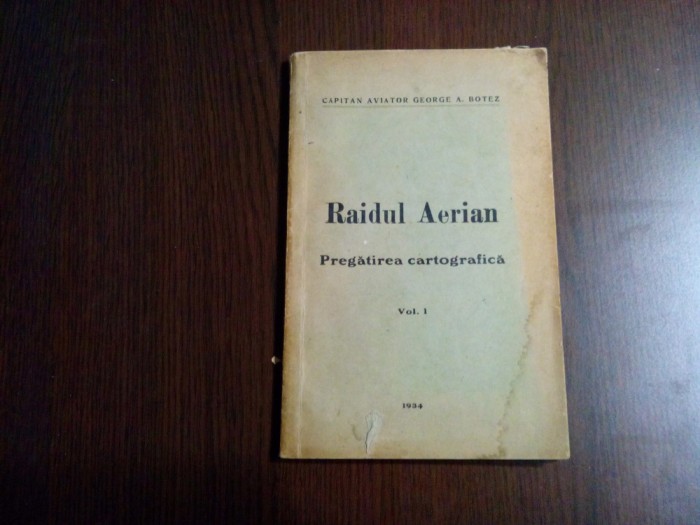 CAPITAN AVIATOR GEORGE A. BOTEZ
Raidul Aerian
Pregătirea cartografică
Vol. I
1934